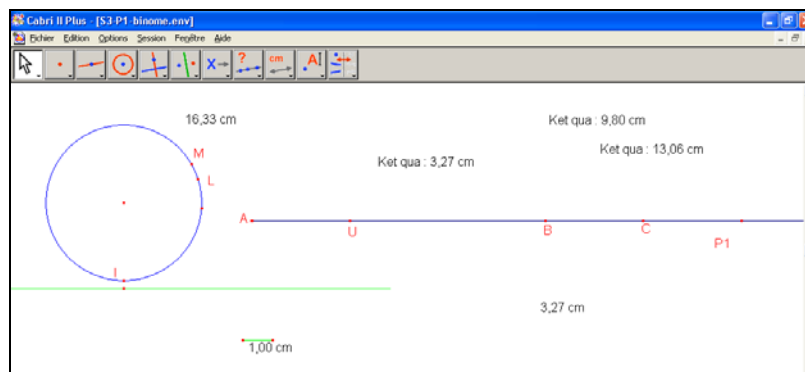 Cabri II Plus - [S3-P1-binome.env]
Fichier Edition Options Session Fenêtre Aide
16,33 cm
Ket qua : 9,80 cm
Ket qua : 13,06 cm
Ket qua : 3,27 cm
M
L
A
U
B
C
P1
I
3,27 cm
1,00 cm